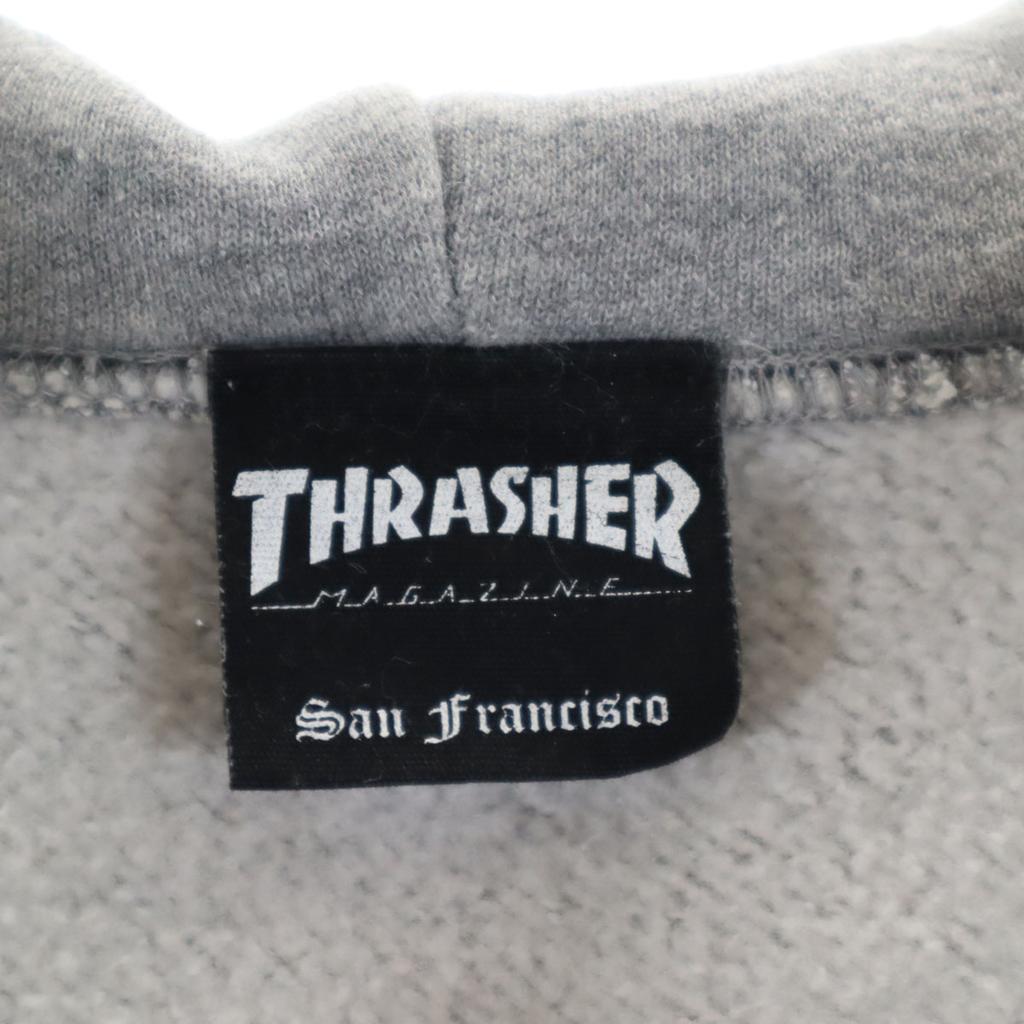 THRASHER
MAGAZINE
San Francisco